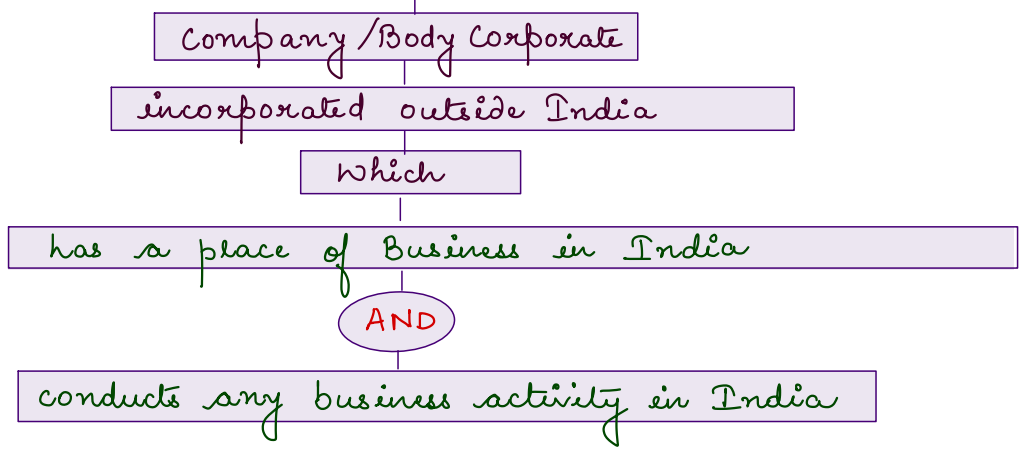 Company/Body Corporate
incorporated outside India
Which
has a place of Business in India
AND
conducts any business activity in India